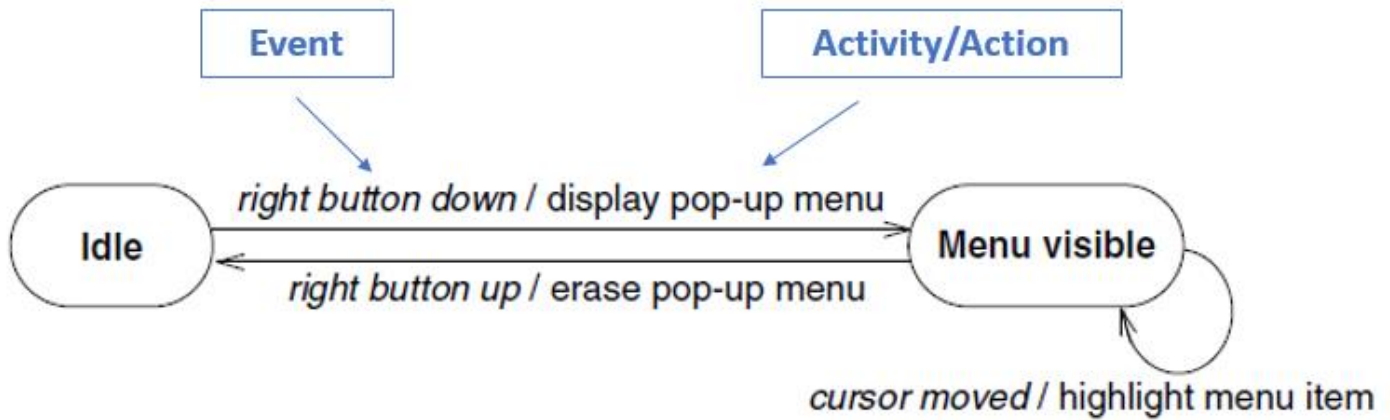 Event
Activity/Action
right button down / display pop-up menu
Idle
Menu visible
right button up / erase pop-up menu
cursor moved / highlight menu item